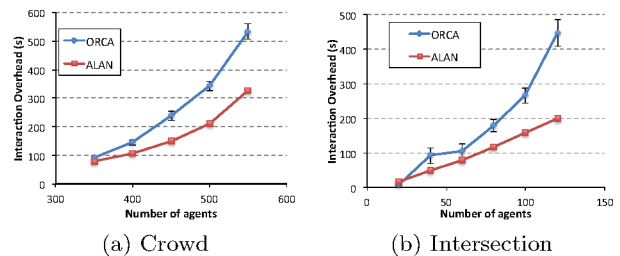 600
500
400
300
200
100
0
Interaction Overhead (s)
ORCA
ALAN
300
400
500
600
Number of agents
(a) Crowd
500
400
300
200
100
0
Interaction Overhead (s)
ORCA
ALAN
0
50
100
150
Number of agents
(b) Intersection